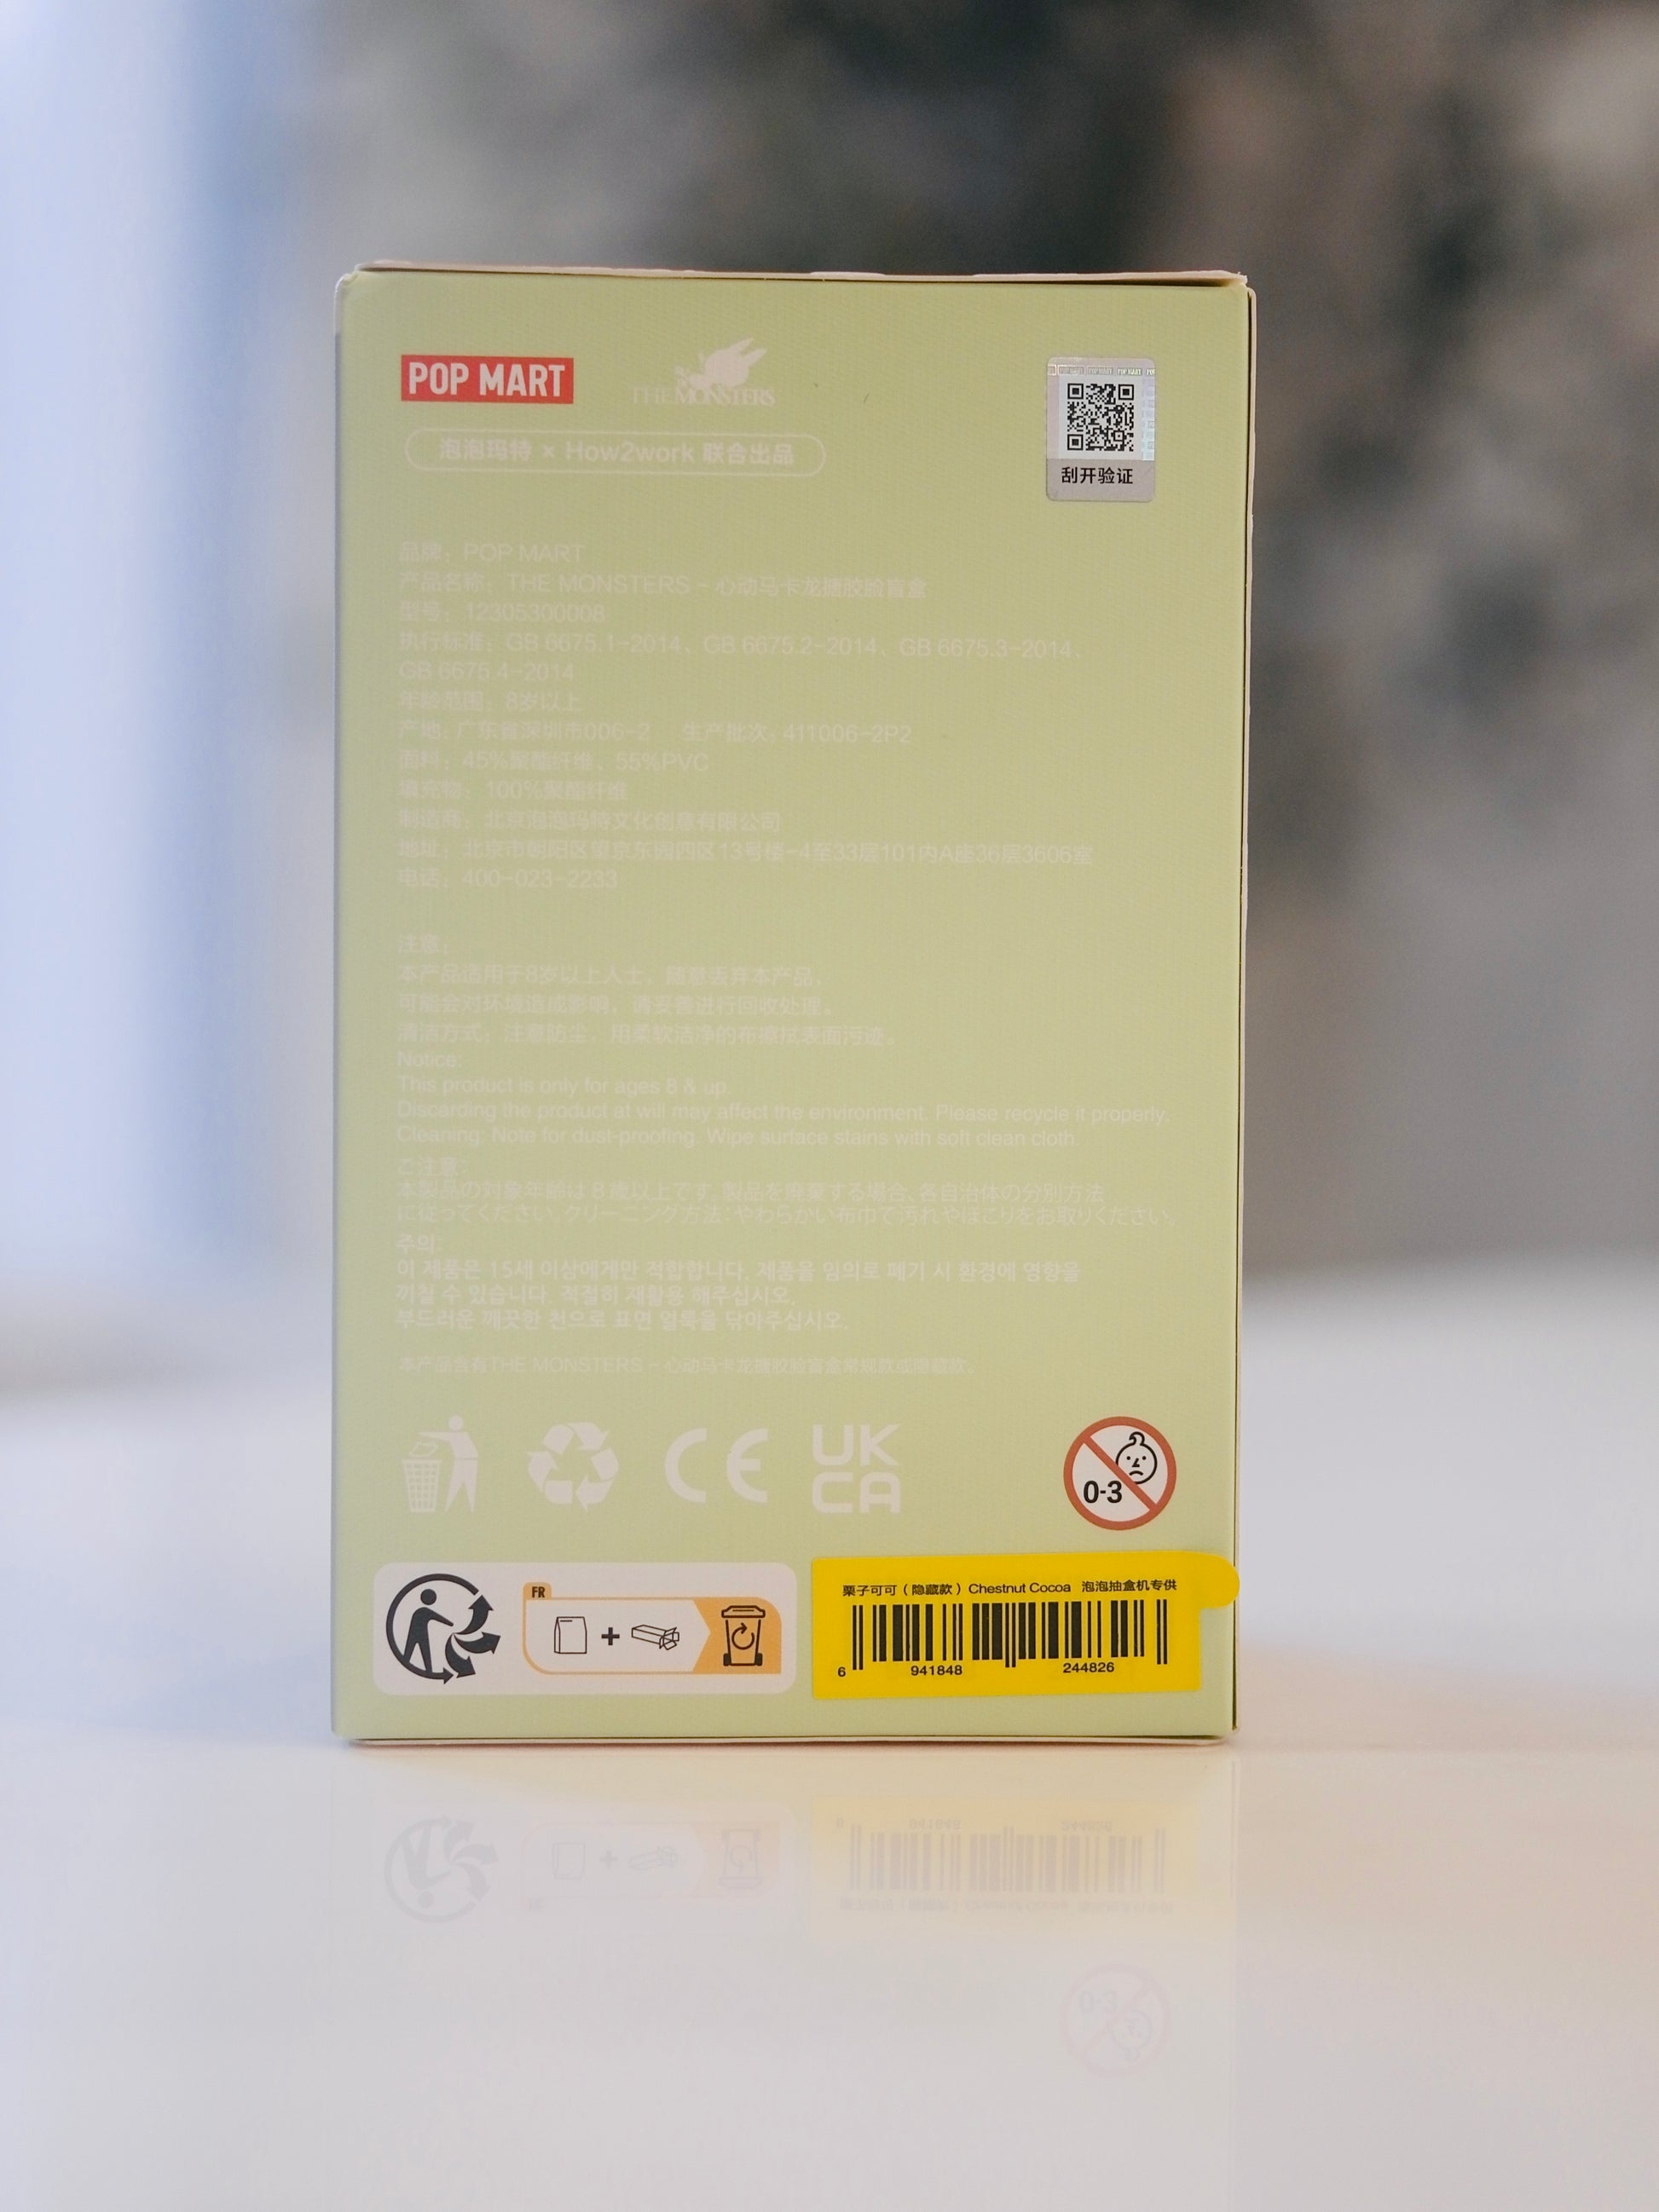 POP MART
THE MONSTERS
泡泡玛特 × How2work 联合出品
刮开验证
品牌：POP MART
产品名称：THE MONSTERS - 心动马卡龙搪胶脸盲盒
型号：12305300008
执行标准：GB 6675.1-2014、GB 6675.2-2014、GB 6675.3-2014、
GB 6675.4-2014
年龄范围：8岁以上
产地：广东省深圳市006-2 生产批次：411006-2P2
面料：45%聚酯纤维、55%PVC
填充物：100%聚酯纤维
制造商：北京泡泡玛特文化创意有限公司
地址：北京市朝阳区望京东园四区13号楼-4至33层101内A座36层3606室
电话：400-023-2233
注意：
本产品适用于8岁以上人士，随意丢弃本产品，
可能会对环境造成影响，请妥善进行回收处理。
清洁方式：注意防尘，用柔软洁净的布擦拭表面污迹。
Notice:
This product is only for ages 8 & up.
Discarding the product at will may affect the environment. Please recycle it properly.
Cleaning: Note for dust-proofing. Wipe surface stains with soft clean cloth.
ご注意：
本製品の対象年齢は8歳以上です。製品を廃棄する場合、各自治体の分別方法
に従ってください。クリーニング方法：やわらかい布巾で汚れやほこりをお取りください。
주의:
이 제품은 15세 이상에게만 적합합니다. 제품을 임의로 폐기 시 환경에 영향을
끼칠 수 있습니다. 적절히 재활용 해주십시오.
부드러운 깨끗한 천으로 표면 얼룩을 닦아주십시오.
本产品含有THE MONSTERS - 心动马卡龙搪胶脸盲盒常规款或隐藏款。
CE
UK
CA
0-3
FR
栗子可可（隐藏款）Chestnut Cocoa 泡泡抽盒机专供
6 941848 244826